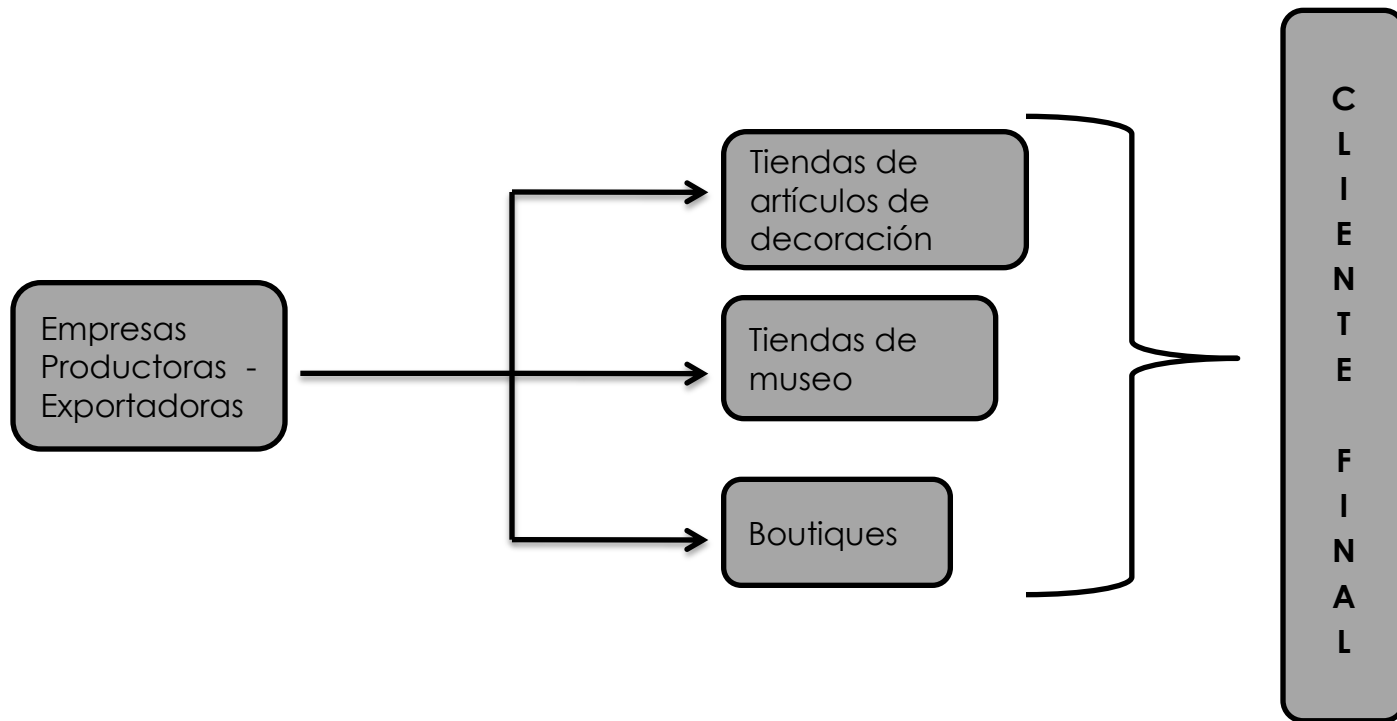 Empresas
Productoras -
Exportadoras
Tiendas de
artículos de
decoración
Tiendas de
museo
Boutiques
C
L
I
E
N
T
E
F
I
N
A
L